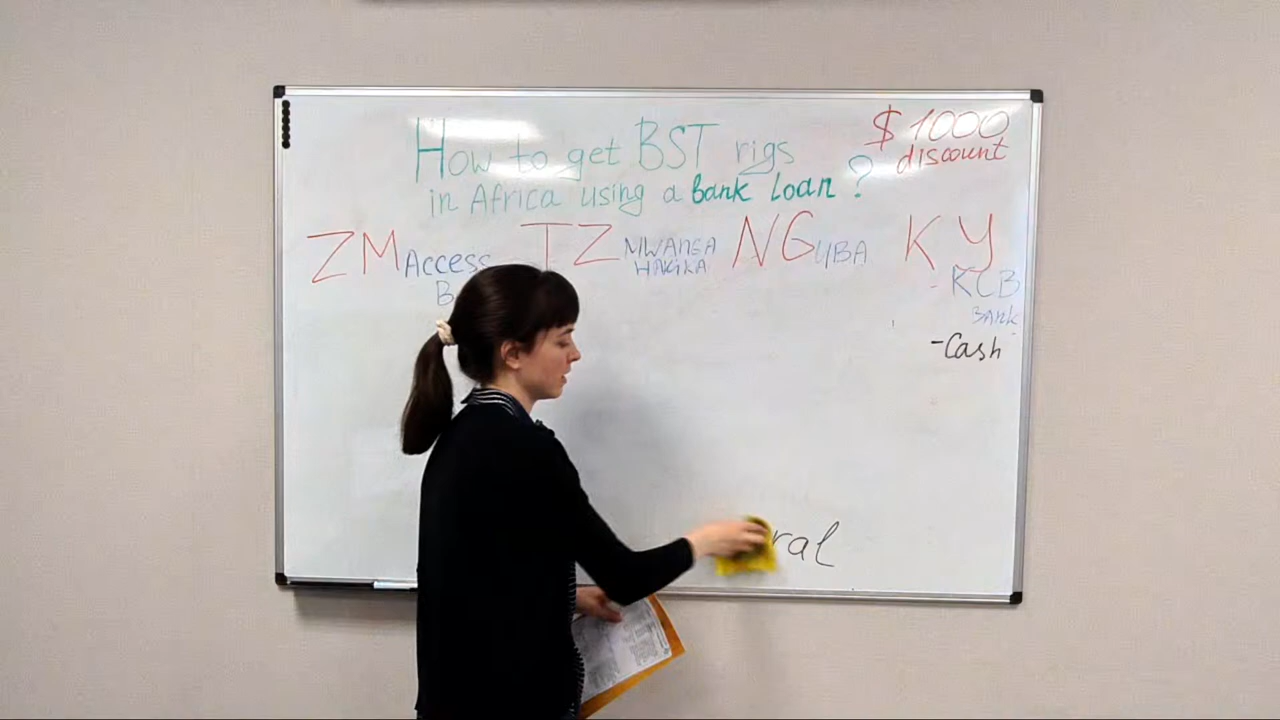 How to get BST rigs
in Africa using a bank loan?
$1000
discount
ZM Access
B
TZ MWANGA
HAKIKA
NG UBA
KY
- KCB
BANK
- Cash
ral